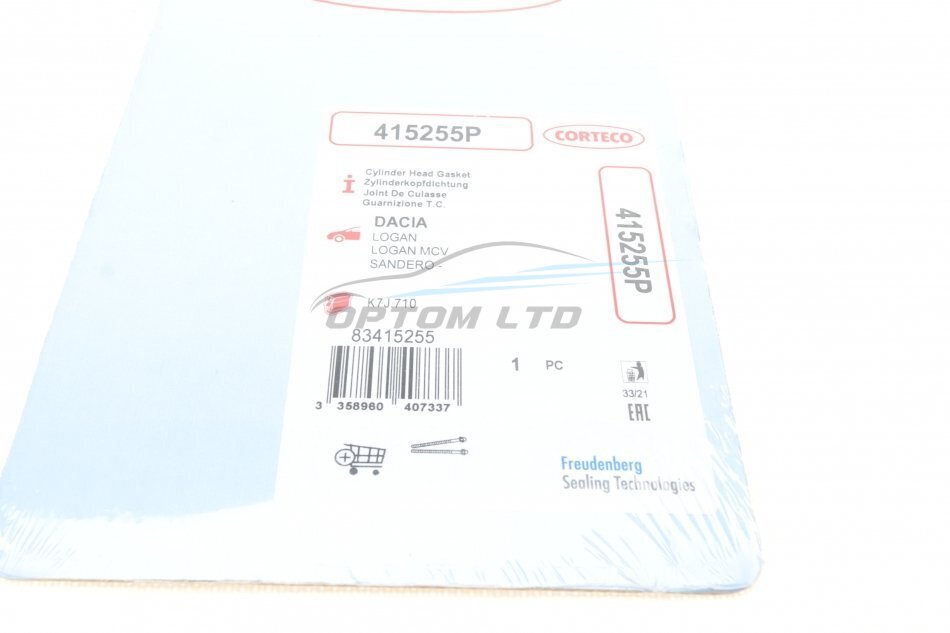 415255P
CORTECO
Cylinder Head Gasket
Zylinderkopfdichtung
Joint De Culasse
Guarnizione T.C.
415255P
DACIA
LOGAN
LOGAN MCV
SANDERO -
K7J.710
OPTOM LTD
83415255
1 PC
3 358960 407337
33/21
EAC
Freudenberg
Sealing Technologies